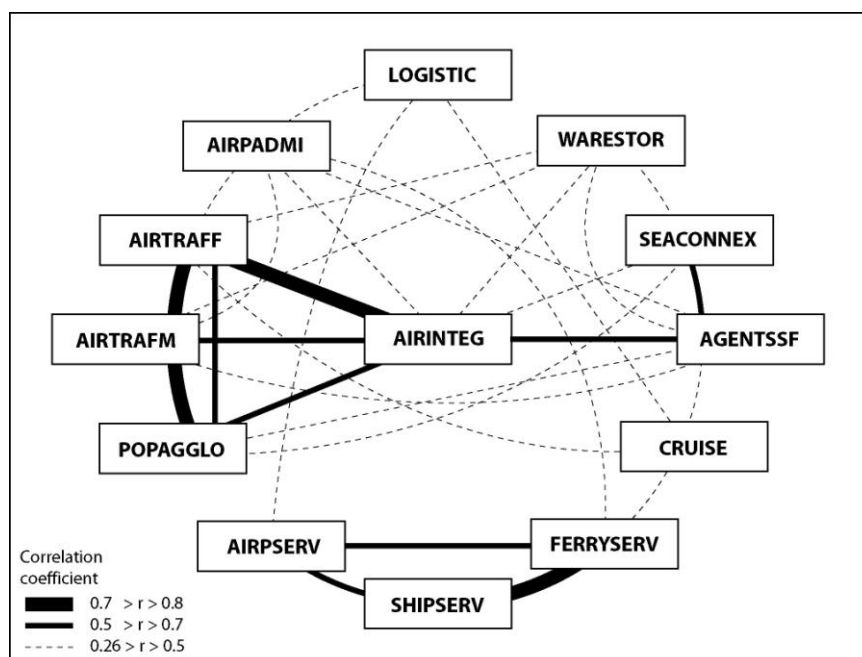 LOGISTIC
WARESTOR
AIRPADMI
AIRTRAFF
SEACONNEX
AIRTRAFM
AIRINTEG
AGENTSSF
POPAGGLO
CRUISE
AIRPSERV
FERRYSERV
SHIPSERV
Correlation
coefficient
0.7 > r > 0.8
0.5 > r > 0.7
0.26 > r > 0.5